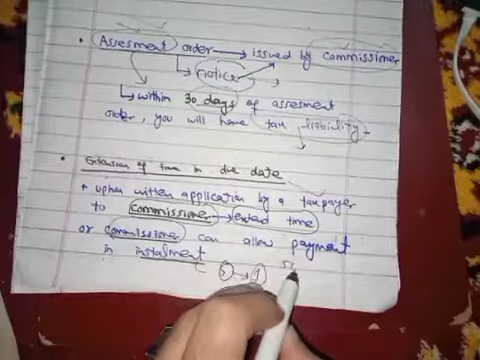 Assesment order → issued by commissioner
→ notice
→ within 30 days of assesment
order, you will have tax liability
Extension of time in due date
+ uphon written application by a taxpayer
to commissioner → extend time
or commissioner can allow payment
in instalment